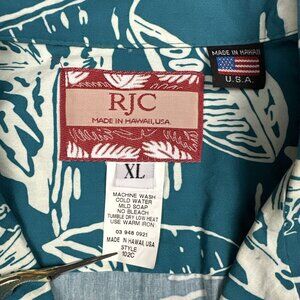 MADE IN HAWAII
U.S.A
RJC
MADE IN HAWAII, USA
XL
MACHINE WASH
COLD WATER
MILD SOAP
NO BLEACH
TUMBLE DRY LOW HEAT
USE WARM IRON
03 948 0921
MADE IN HAWAII,USA
STYLE
102C